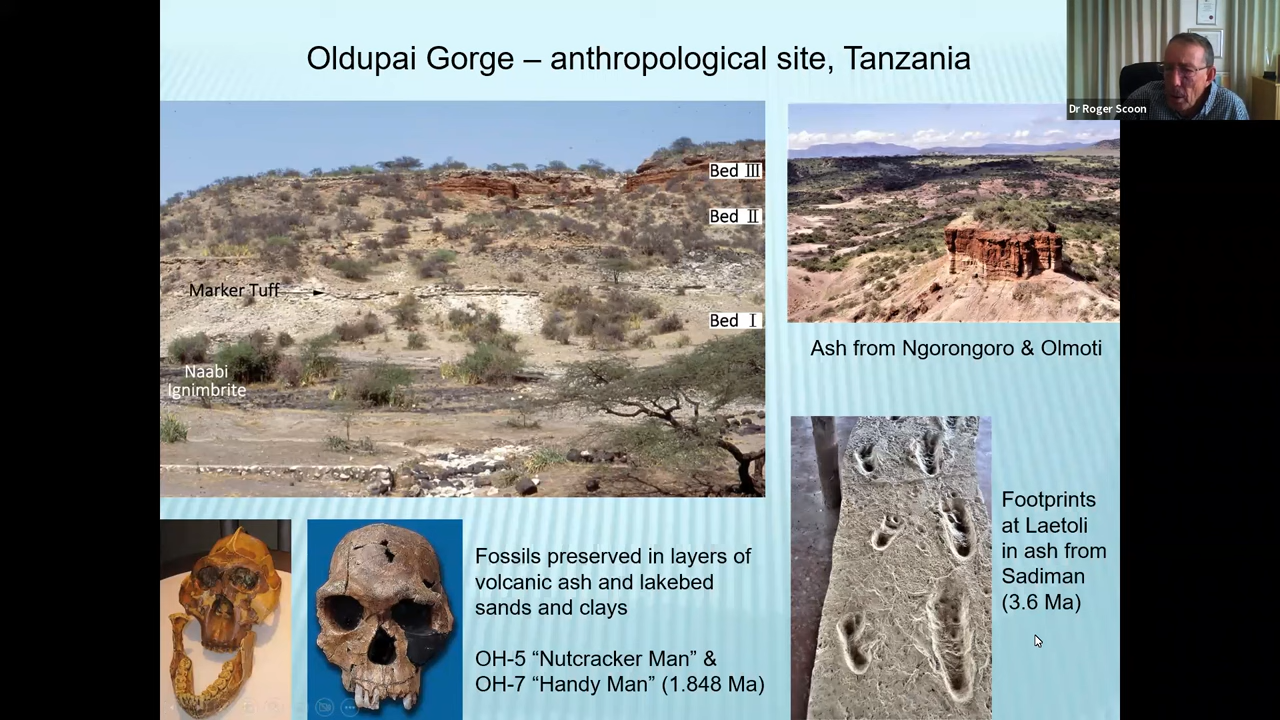 Oldupai Gorge – anthropological site, Tanzania
Dr Roger Scoon
Bed III
Bed II
Marker Tuff
Bed I
Naabi
Ignimbrite
Ash from Ngorongoro & Olmoti
Footprints
at Laetoli
in ash from
Sadiman
(3.6 Ma)
Fossils preserved in layers of
volcanic ash and lakebed
sands and clays
OH-5 “Nutcracker Man” &
OH-7 “Handy Man” (1.848 Ma)